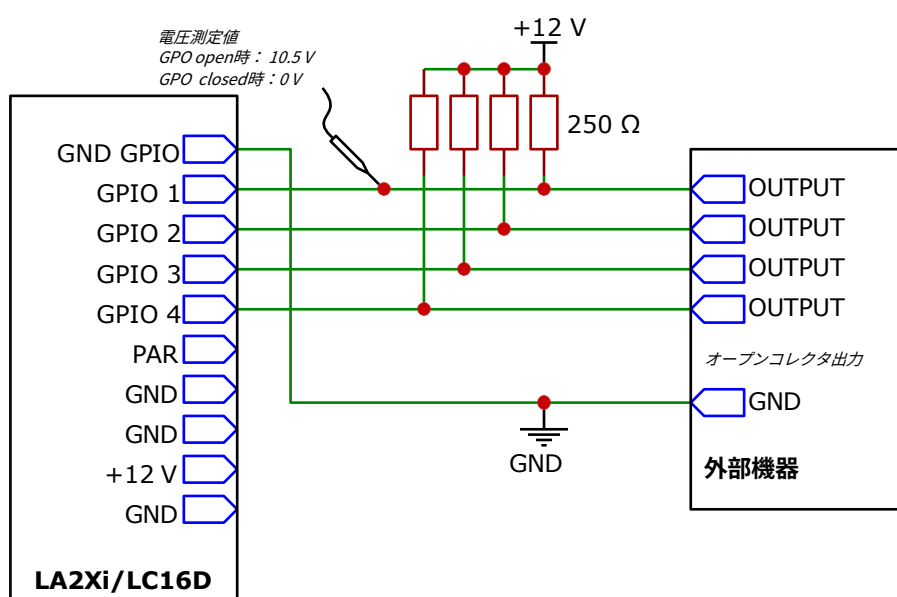 電圧測定値
GPO open時： 10.5 V
GPO closed時：0 V
+12 V
250 Ω
GND GPIO
GPIO 1
GPIO 2
GPIO 3
GPIO 4
PAR
GND
GND
+12 V
GND
LA2Xi/LC16D
GND
OUTPUT
OUTPUT
OUTPUT
OUTPUT
オープンコレクタ出力
GND
外部機器